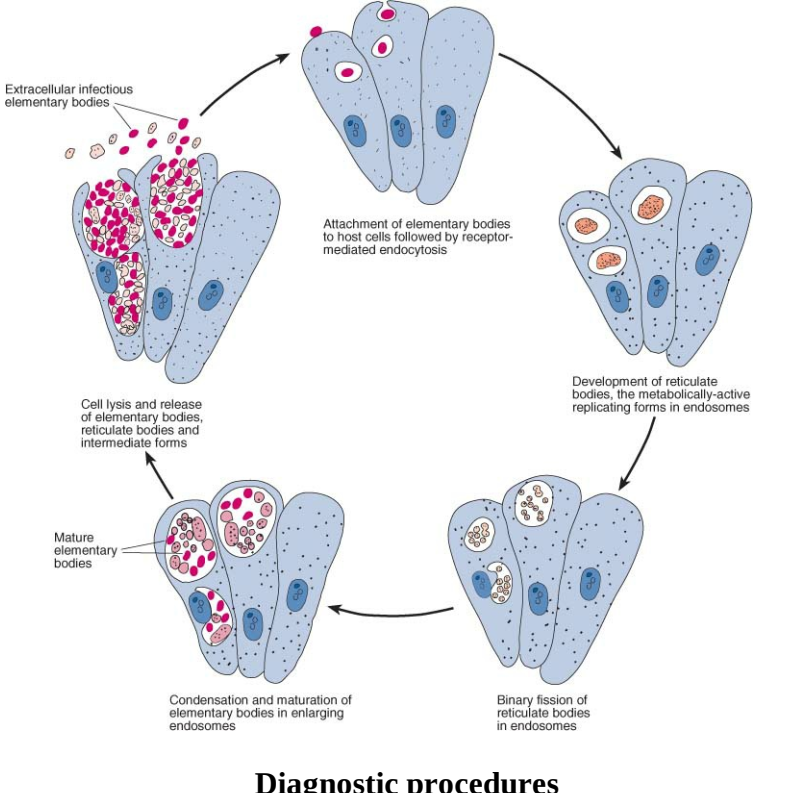 Extracellular infectious
elementary bodies
Attachment of elementary bodies
to host cells followed by receptor-
mediated endocytosis
Development of reticulate
bodies, the metabolically-active
replicating forms in endosomes
Cell lysis and release
of elementary bodies,
reticulate bodies and
intermediate forms
Mature
elementary
bodies
Condensation and maturation of
elementary bodies in enlarging
endosomes
Binary fission of
reticulate bodies
in endosomes
Diagnostic procedures